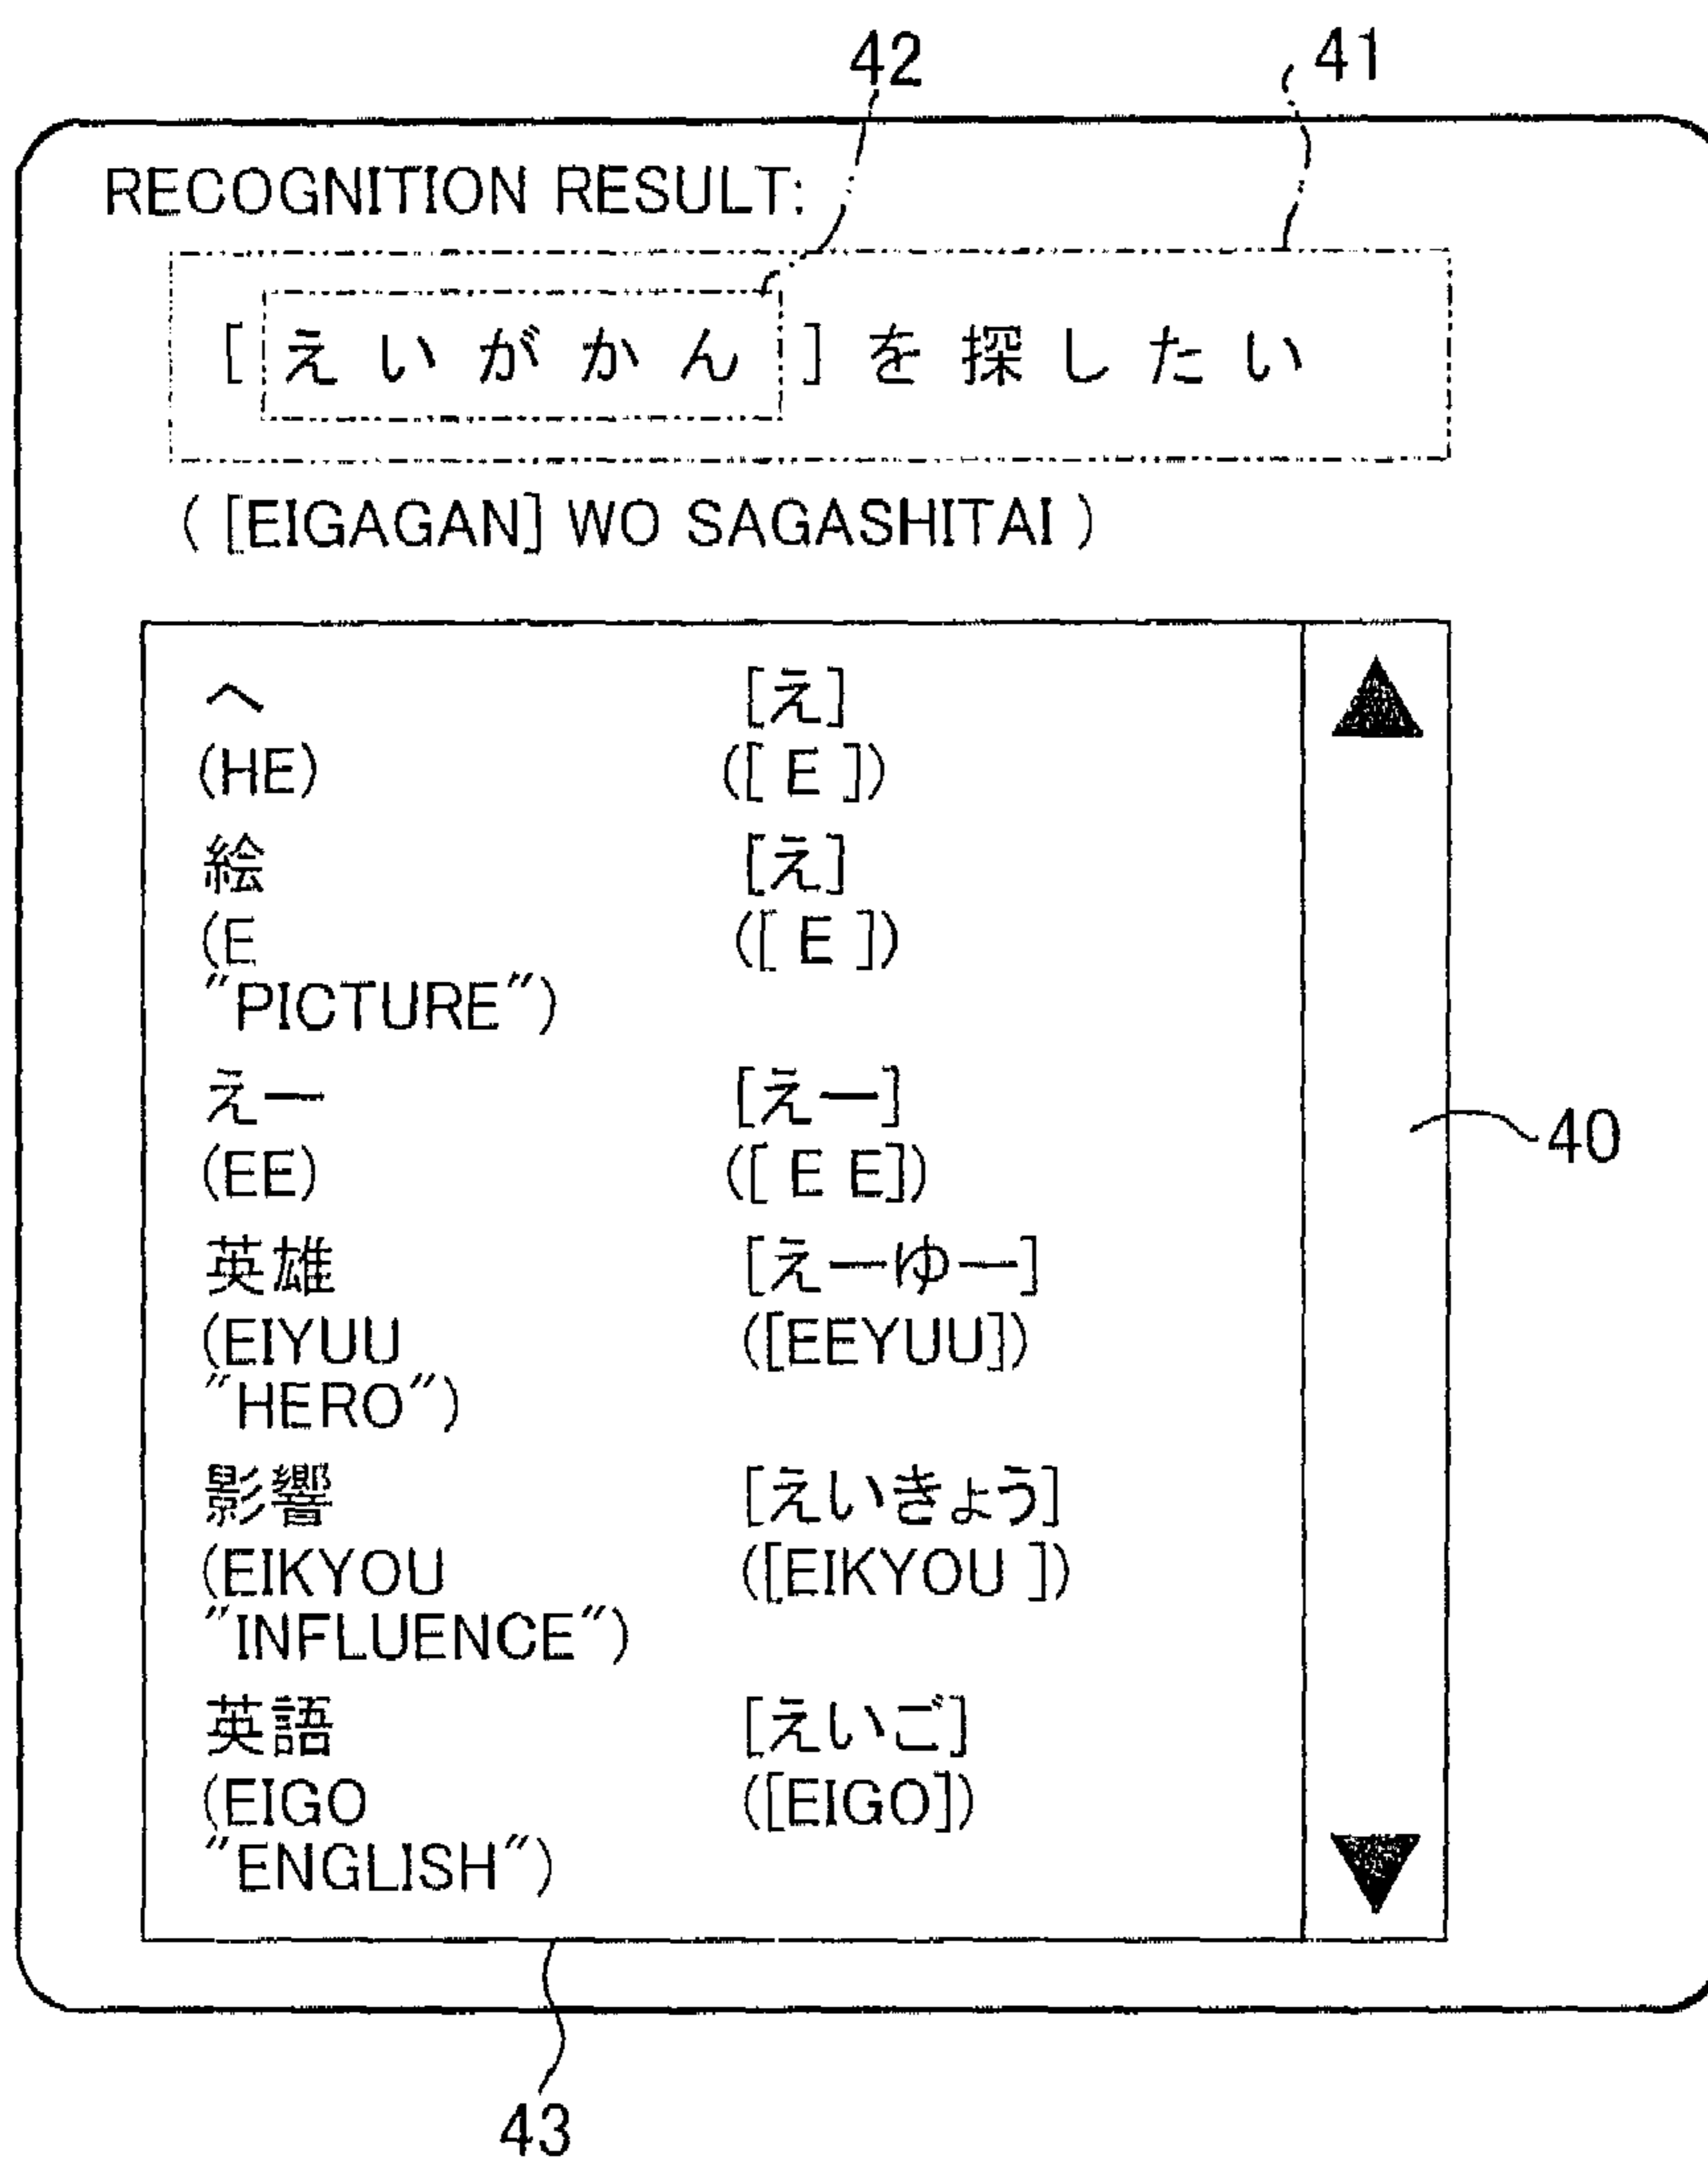 42
41
RECOGNITION RESULT:
[えいがかん]を探したい
([EIGAGAN] WO SAGASHITAI )
へ [え]
(HE) ([ E ])
絵 [え]
(E ([ E ])
"PICTURE")
えー [えー]
(EE) ([ E E])
40
英雄 [えーゆー]
(EIYUU ([EEYUU])
"HERO")
影響 [えいきょう]
(EIKYOU ([EIKYOU ])
"INFLUENCE")
英語 [えいご]
(EIGO ([EIGO])
"ENGLISH")
43